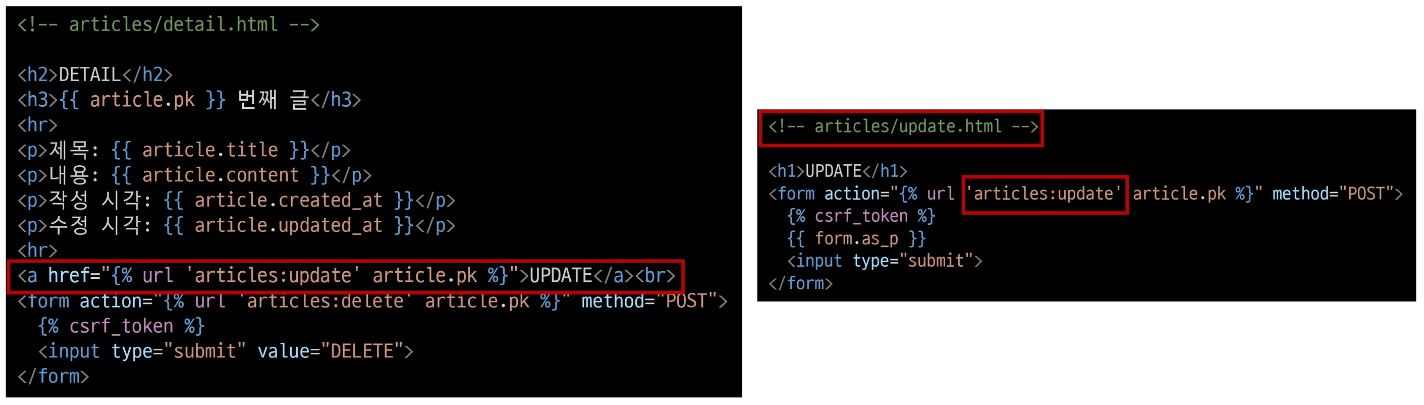 <!-- articles/detail.html -->
<h2>DETAIL</h2>
<h3>{{ article.pk }} 번째 글</h3>
<hr>
<p>제목: {{ article.title }}</p>
<p>내용: {{ article.content }}</p>
<p>작성 시각: {{ article.created_at }}</p>
<p>수정 시각: {{ article.updated_at }}</p>
<hr>
<a href="{% url 'articles:update' article.pk %}">UPDATE</a><br>
<form action="{% url 'articles:delete' article.pk %}" method="POST">
  {% csrf_token %}
  <input type="submit" value="DELETE">
</form>
<!-- articles/update.html -->
<h1>UPDATE</h1>
<form action="{% url 'articles:update' article.pk %}" method="POST">
  {% csrf_token %}
  {{ form.as_p }}
  <input type="submit">
</form>